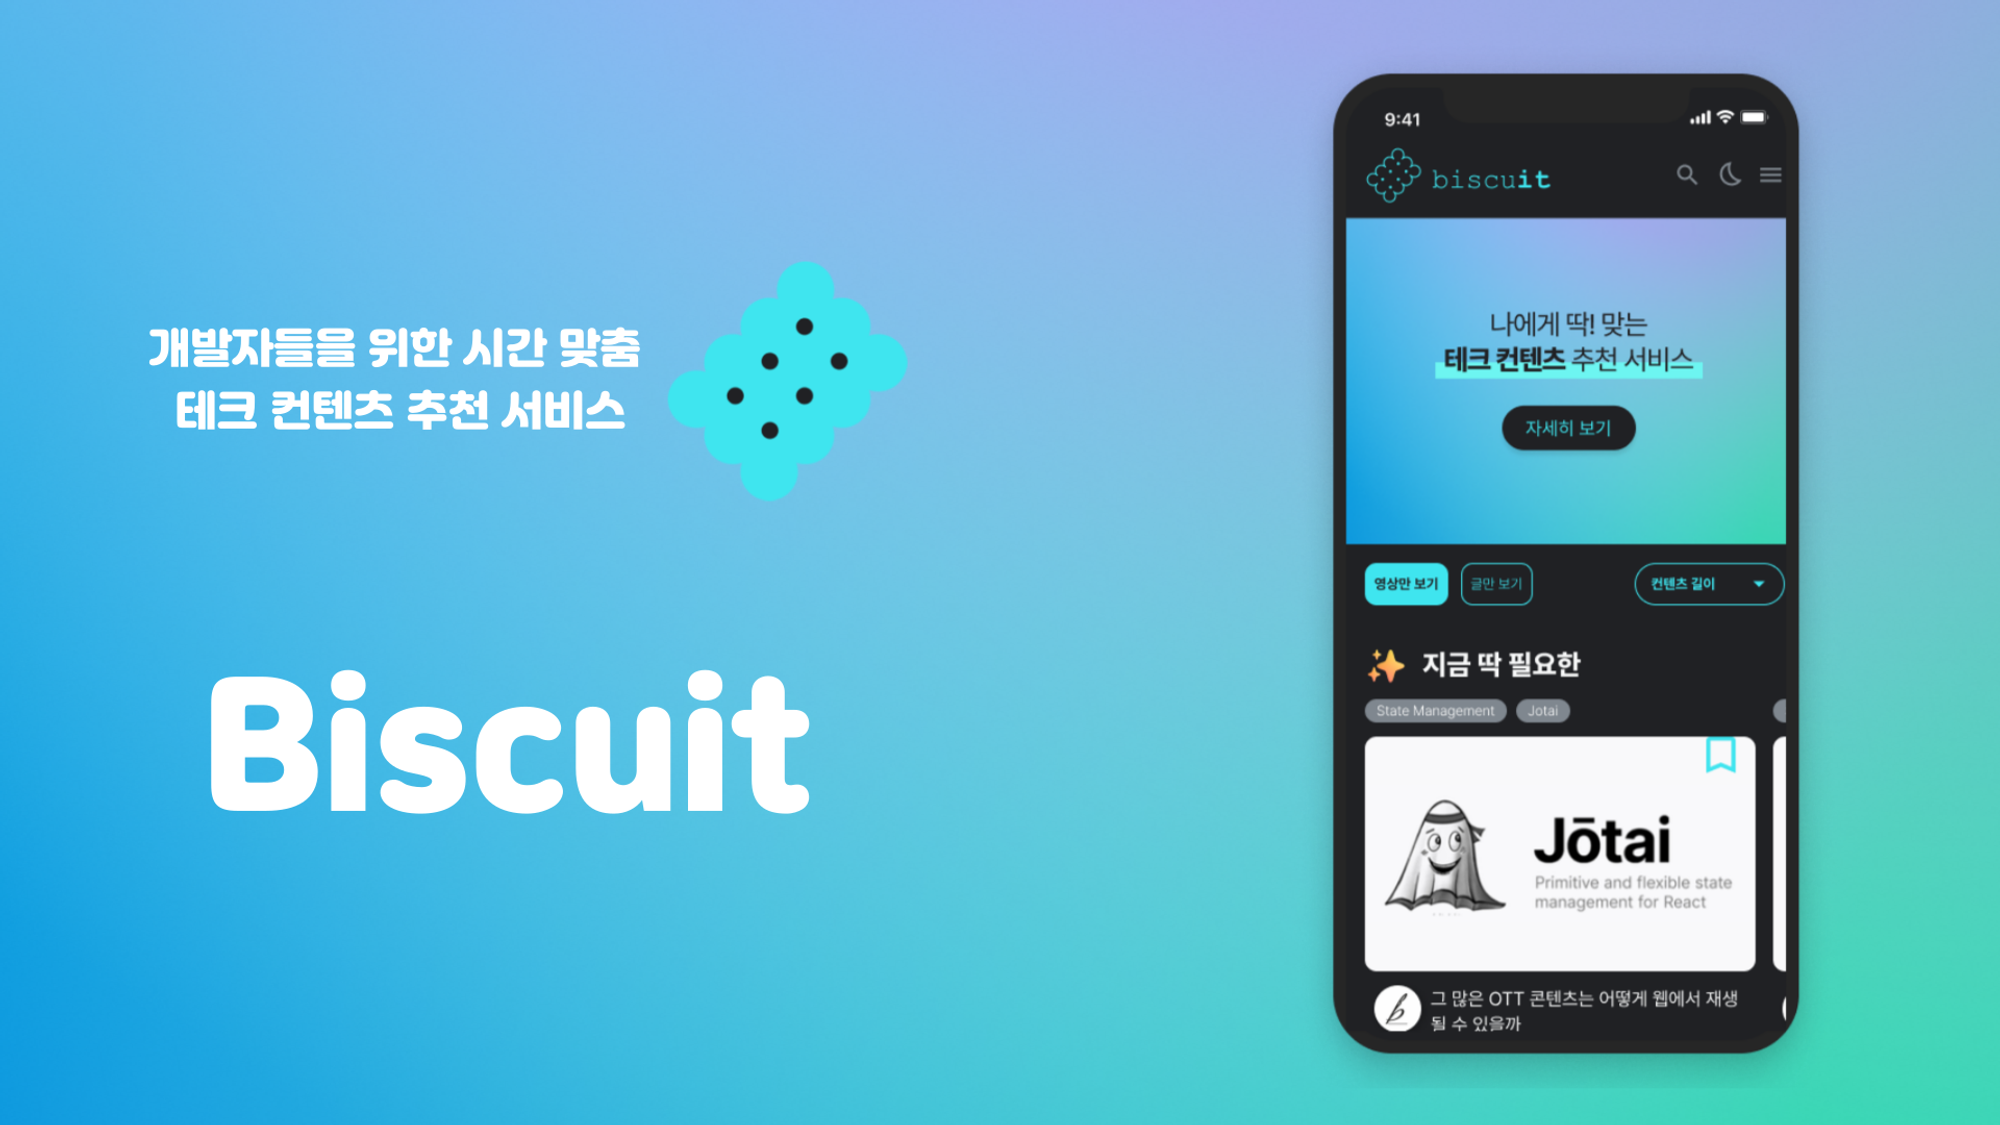 개발자들을 위한 시간 맞춤
테크 컨텐츠 추천 서비스
Biscuit
9:41
biscuit
나에게 딱! 맞는
테크 컨텐츠 추천 서비스
자세히 보기
영상만 보기
글만 보기
컨텐츠 길이
지금 딱 필요한
State Management
Jotai
Jōtai
Primitive and flexible state
management for React
그 많은 OTT 콘텐츠는 어떻게 웹에서 재생
될 수 있을까